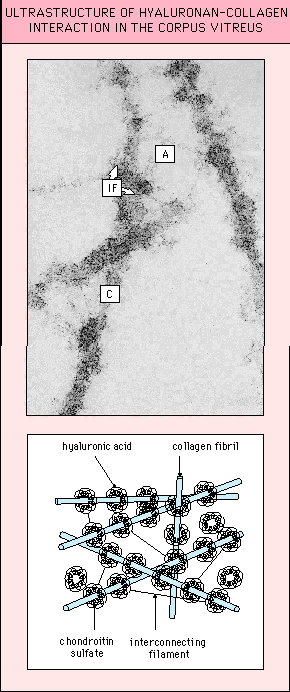 ULTRASTRUCTURE OF HYALURONAN-COLLAGEN
INTERACTION IN THE CORPUS VITREUS
A
IF
C
hyaluronic acid
collagen fibril
chondroitin
sulfate
interconnecting
filament